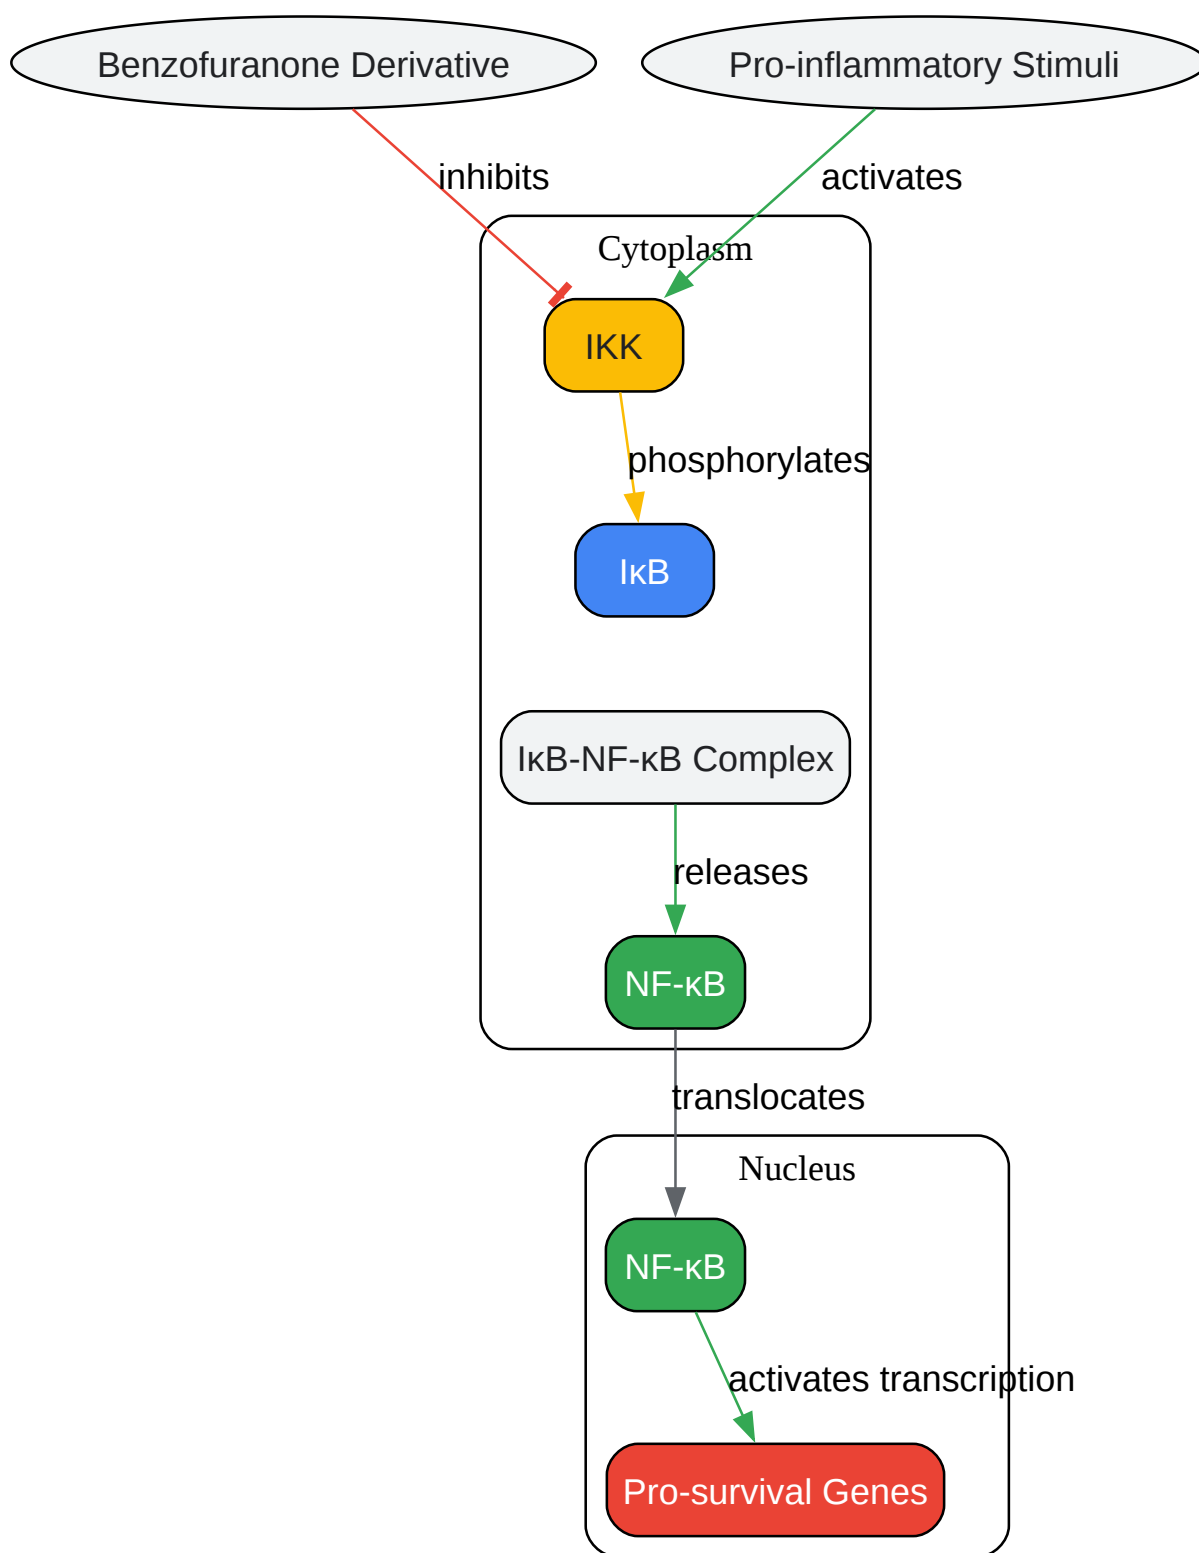 Benzofuranone Derivative
Pro-inflammatory Stimuli
inhibits
activates
Cytoplasm
IKK
phosphorylates
IκB
IκB-NF-κB Complex
releases
NF-κB
translocates
Nucleus
NF-κB
activates transcription
Pro-survival Genes